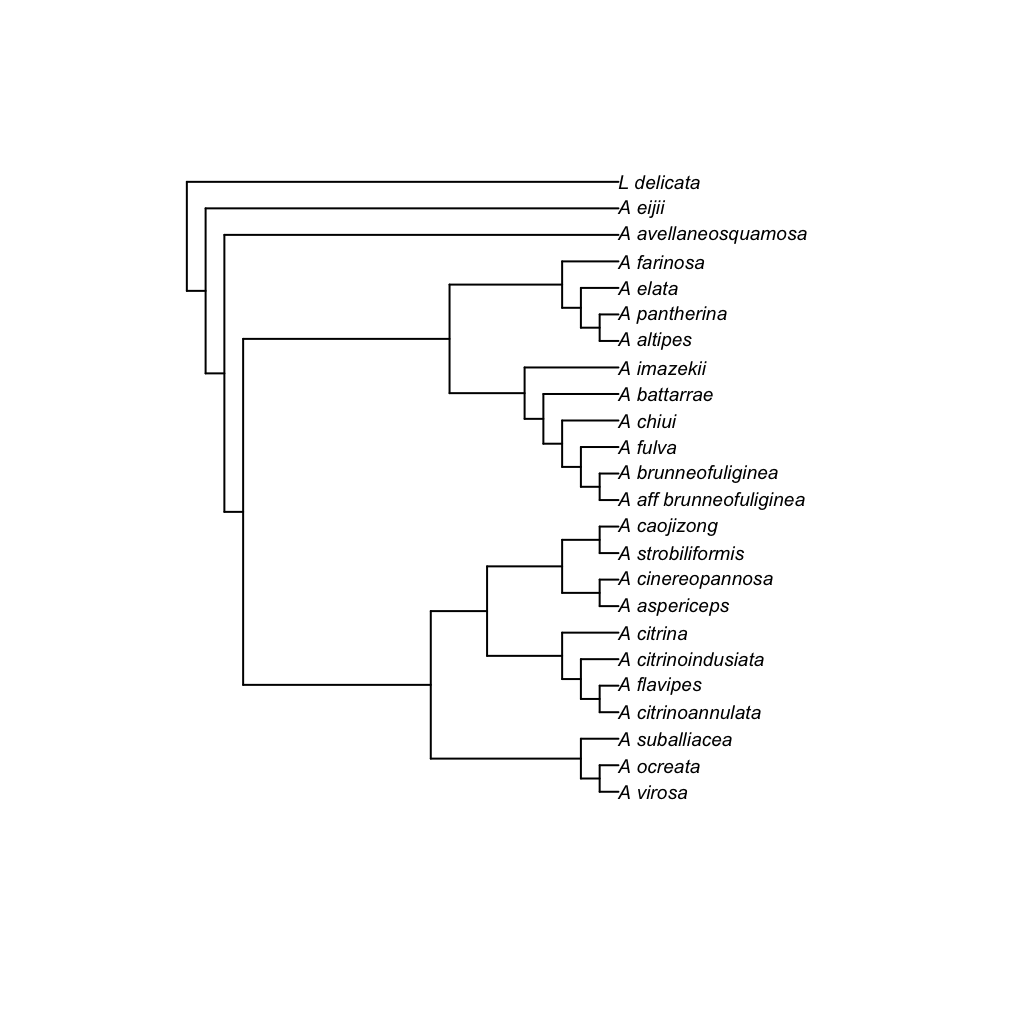 L delicata
A eijii
A avellaneosquamosa
A farinosa
A elata
A pantherina
A altipes
A imazekii
A battarrae
A chiui
A fulva
A brunneofuliginea
A aff brunneofuliginea
A caojizong
A strobiliformis
A cinereopannosa
A aspericeps
A citrina
A citrinoindusiata
A flavipes
A citrinoannulata
A suballiacea
A ocreata
A virosa